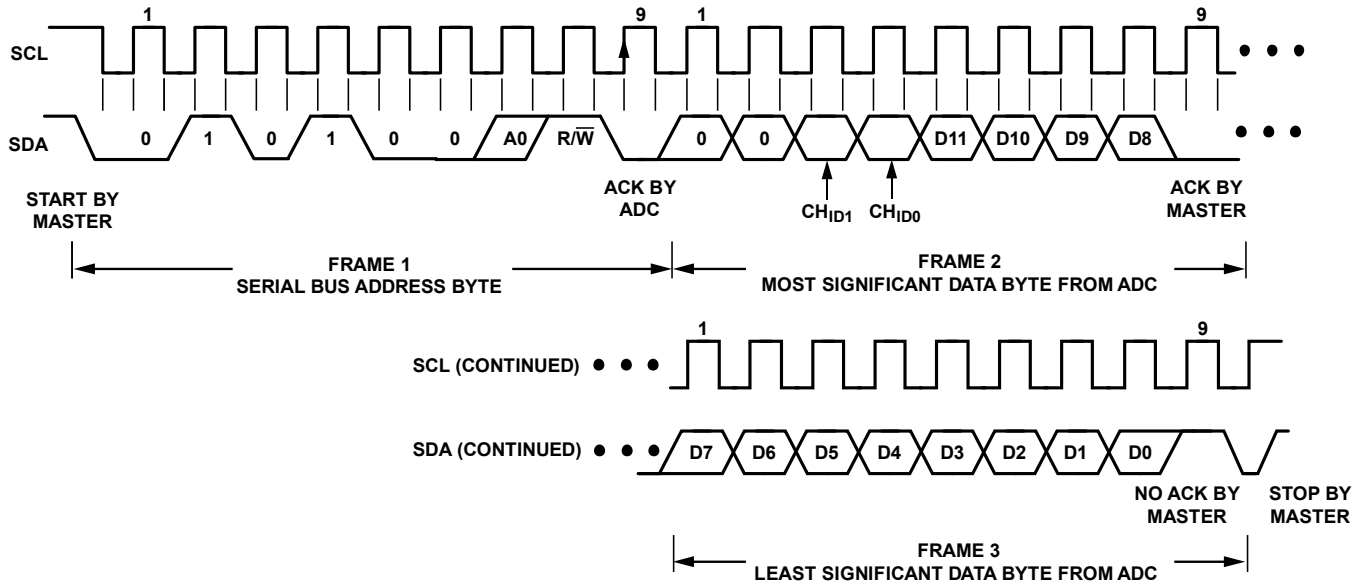 1 9 1 9
SCL
SDA 0 1 0 1 0 0 A0 R/W̅ 0 0 D11 D10 D9 D8
START BY
MASTER
ACK BY
ADC
CH_ID1 CH_ID0
ACK BY
MASTER
FRAME 1
SERIAL BUS ADDRESS BYTE
FRAME 2
MOST SIGNIFICANT DATA BYTE FROM ADC
1 9
SCL (CONTINUED)
SDA (CONTINUED) D7 D6 D5 D4 D3 D2 D1 D0
NO ACK BY
MASTER
STOP BY
MASTER
FRAME 3
LEAST SIGNIFICANT DATA BYTE FROM ADC